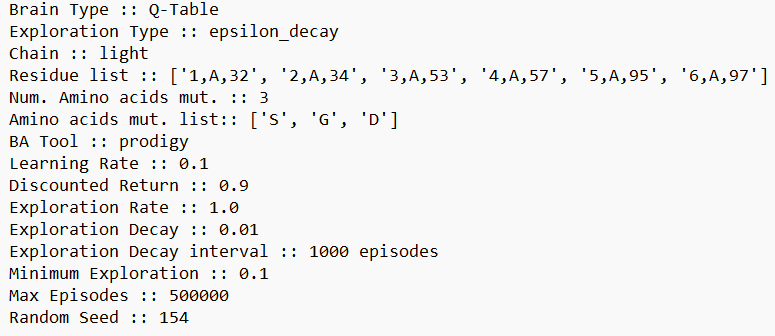 Brain Type :: Q-Table
Exploration Type :: epsilon_decay
Chain :: light
Residue list :: ['1,A,32', '2,A,34', '3,A,53', '4,A,57', '5,A,95', '6,A,97']
Num. Amino acids mut. :: 3
Amino acids mut. list:: ['S', 'G', 'D']
BA Tool :: prodigy
Learning Rate :: 0.1
Discounted Return :: 0.9
Exploration Rate :: 1.0
Exploration Decay :: 0.01
Exploration Decay interval :: 1000 episodes
Minimum Exploration :: 0.1
Max Episodes :: 500000
Random Seed :: 154